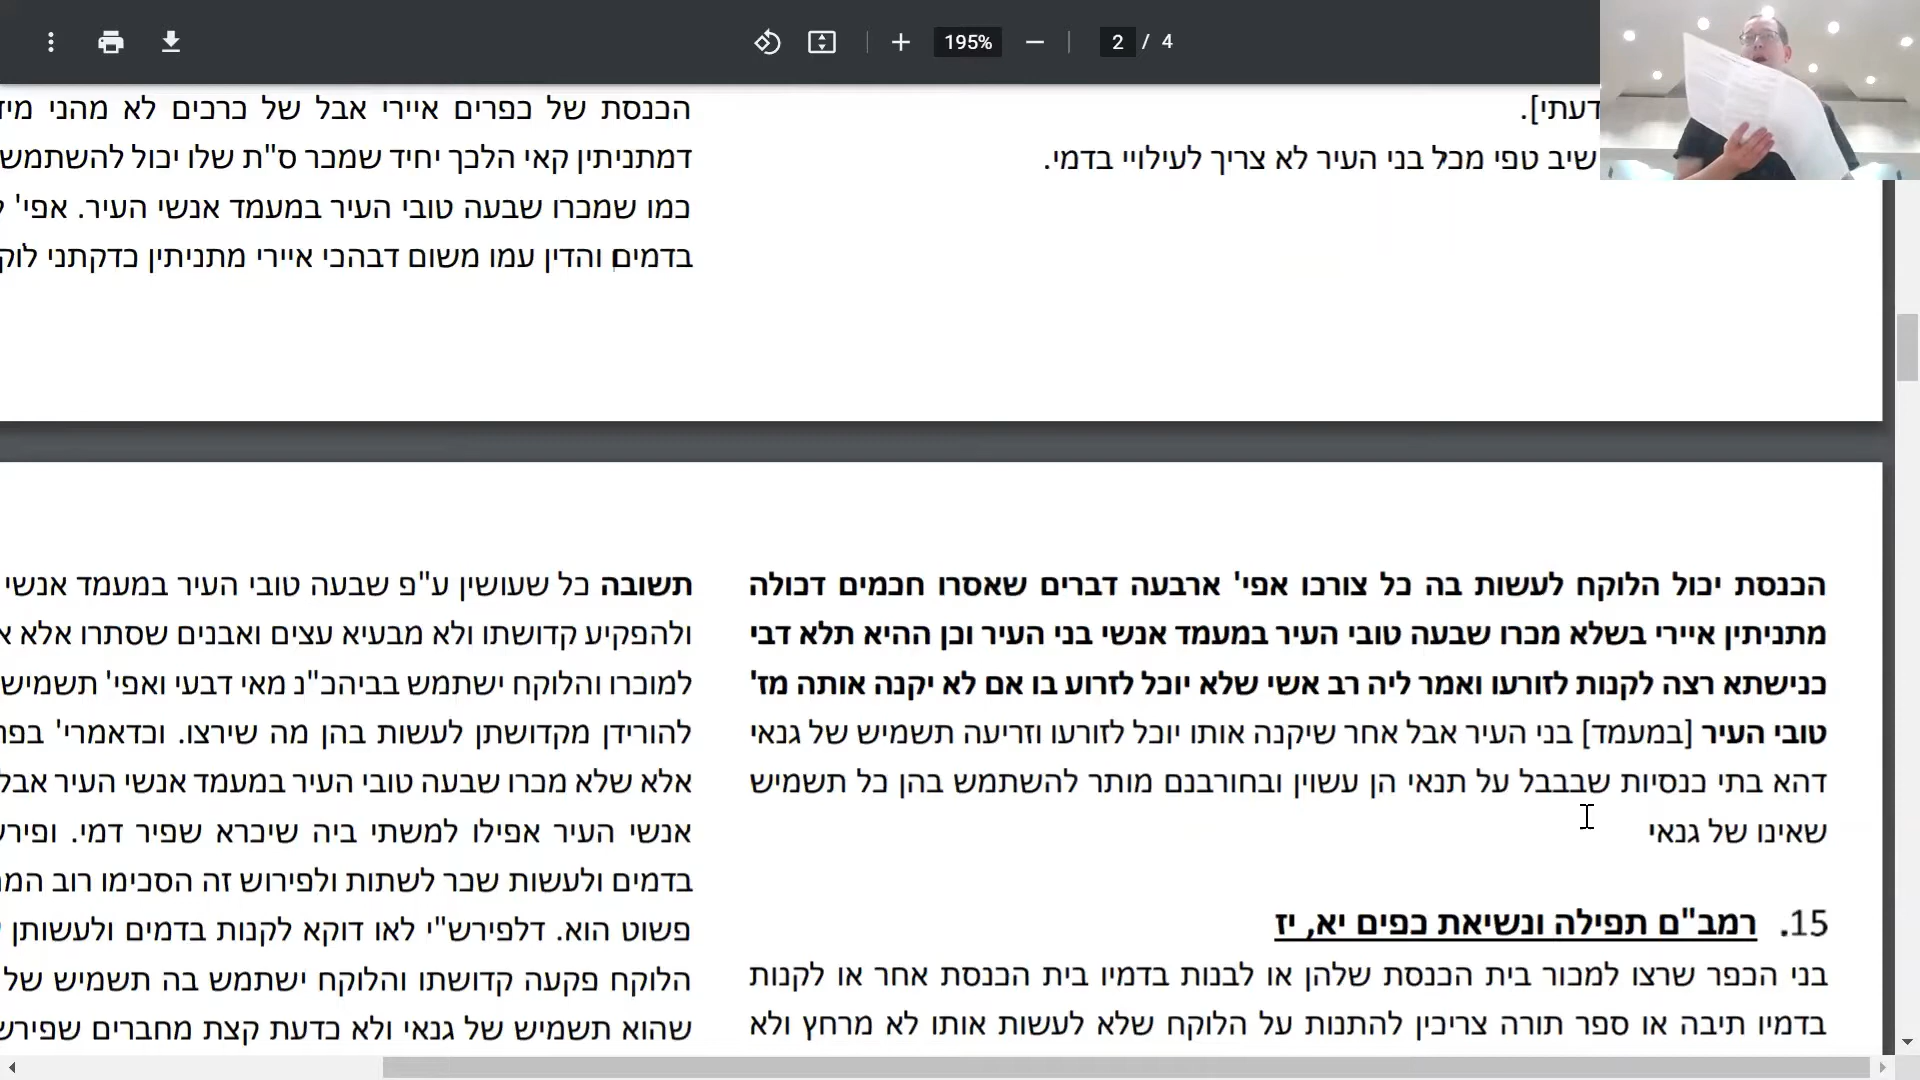 195%
2 / 4
דעתי].
שיב טפי מכל בני העיר לא צריך לעילויי בדמי.
הכנסת של כפרים איירי אבל של כרכים לא מהני
דמתניתין קאי הלכך יחיד שמכר ס"ת שלו יכול להשתמש
כמו שמכרו שבעה טובי העיר במעמד אנשי העיר. אפי'
בדמים והדין עמו משום דבהכי איירי מתניתין כדקתני
הכנסת יכול הלוקח לעשות בה כל צורכו אפי' ארבעה דברים שאסרו חכמים דכולה
מתניתין איירי בשלא מכרו שבעה טובי העיר במעמד אנשי בני העיר וכן ההיא תלא דבי
כנישתא רצה לקנות לזורעו ואמר ליה רב אשי שלא יוכל לזרוע בו אם לא יקנה אותה מז'
טובי העיר [במעמד] בני העיר אבל אחר שיקנה אותו יוכל לזורעו וזריעה תשמיש של גנאי
דהא בתי כנסיות שבבבל על תנאי הן עשוין ובחורבנם מותר להשתמש בהן כל תשמיש
שאינו של גנאי
15. רמב"ם תפילה ונשיאת כפים יא, יז
בני הכפר שרצו למכור בית הכנסת שלהן או לבנות בדמיו בית הכנסת אחר או לקנות
בדמיו תיבה או ספר תורה צריכין להתנות על הלוקח שלא לעשות אותו לא מרחץ ולא
תשובה כל שעושין ע"פ שבעה טובי העיר במעמד אנשי
ולהפקיע קדושתו ולא מבעיא עצים ואבנים שסתרו אלא
למוכרו והלוקח ישתמש בביהכ"נ מאי דבעי ואפי' תשמיש
להורידן מקדושתן לעשות בהן מה שירצו. וכדאמרי'
אלא שלא מכרו שבעה טובי העיר במעמד אנשי העיר אבל
אנשי העיר אפילו למשתי ביה שיכרא שפיר דמי.
בדמים ולעשות שכר לשתות ולפירוש זה הסכימו רוב
פשוט הוא. דלפירש"י לאו דוקא לקנות בדמים ולעשותן
הלוקח פקעה קדושתו והלוקח ישתמש בה תשמיש של
שהוא תשמיש של גנאי ולא כדעת קצת מחברים